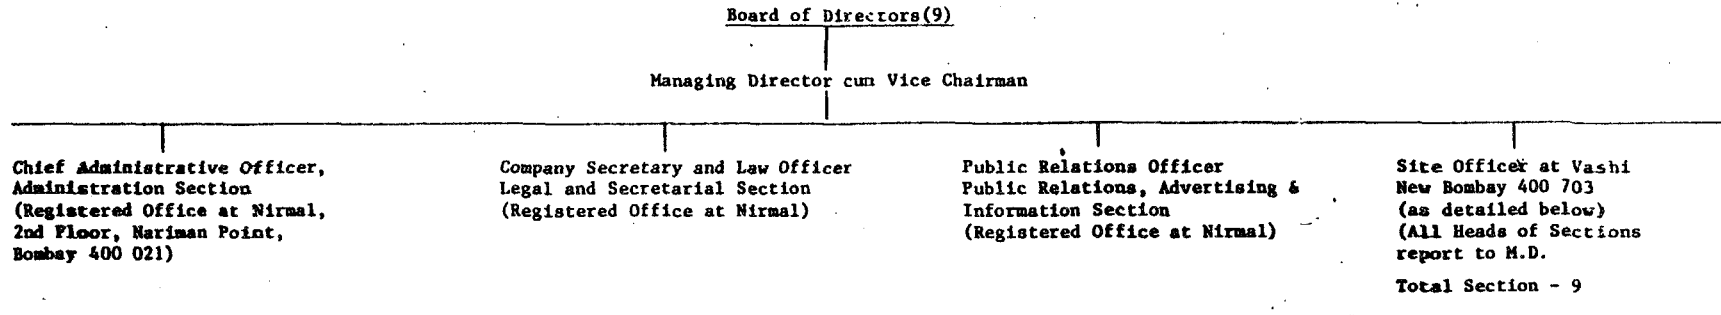 Board of Directors(9)
Managing Director cum Vice Chairman
Chief Administrative Officer,
Administration Section
(Registered Office at Nirmal,
2nd Floor, Nariman Point,
Bombay 400 021)
Company Secretary and Law Officer
Legal and Secretarial Section
(Registered Office at Nirmal)
Public Relations Officer
Public Relations, Advertising &
Information Section
(Registered Office at Nirmal)
Site Officer at Vashi
New Bombay 400 703
(as detailed below)
(All Heads of Sections
report to M.D.
Total Section - 9